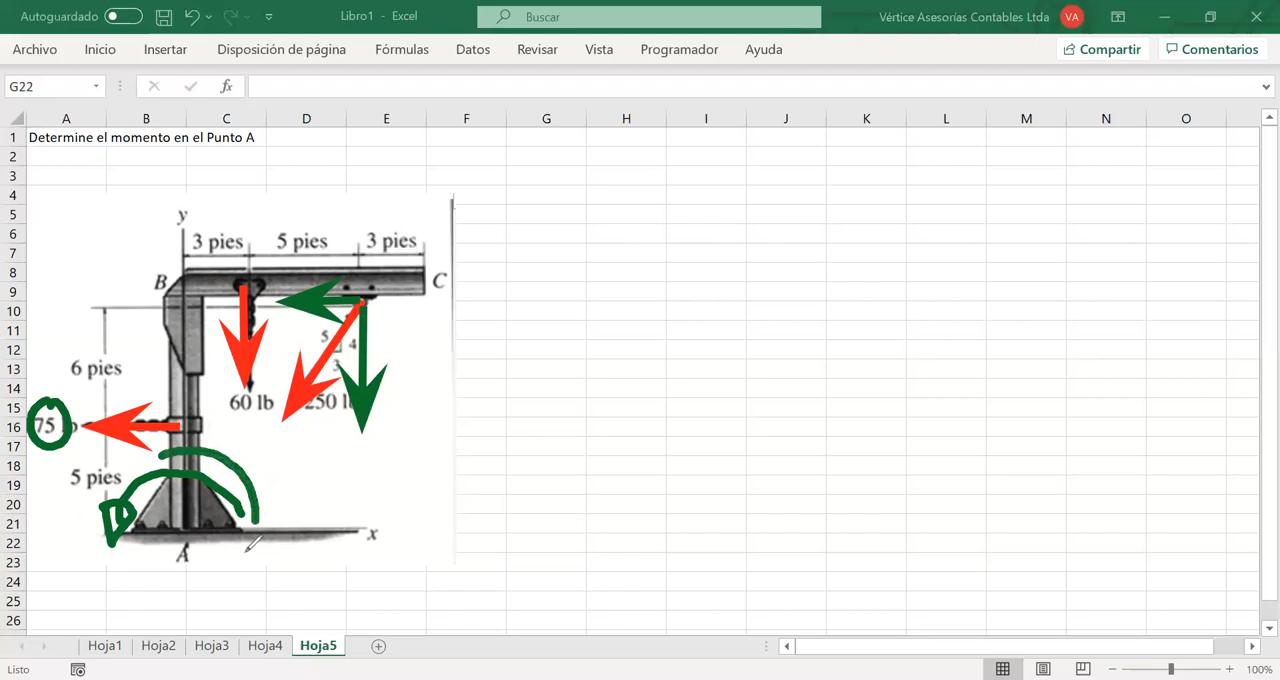 Autoguardado
Libro1 - Excel
Buscar
Vértice Asesorías Contables Ltda
VA
Archivo Inicio Insertar Disposición de página Fórmulas Datos Revisar Vista Programador Ayuda
Compartir
Comentarios
G22
fx
A B C D E F G H I J K L M N O
1
Determine el momento en el Punto A
2
3
4
5
6
7
8
9
10
11
12
13
14
15
16
17
18
19
20
21
22
23
24
25
26
y
3 pies 5 pies 3 pies
B
C
5
4
3
6 pies
60 lb
250 lb
75 lb
5 pies
x
A
Hoja1 Hoja2 Hoja3 Hoja4 Hoja5
Listo
100%